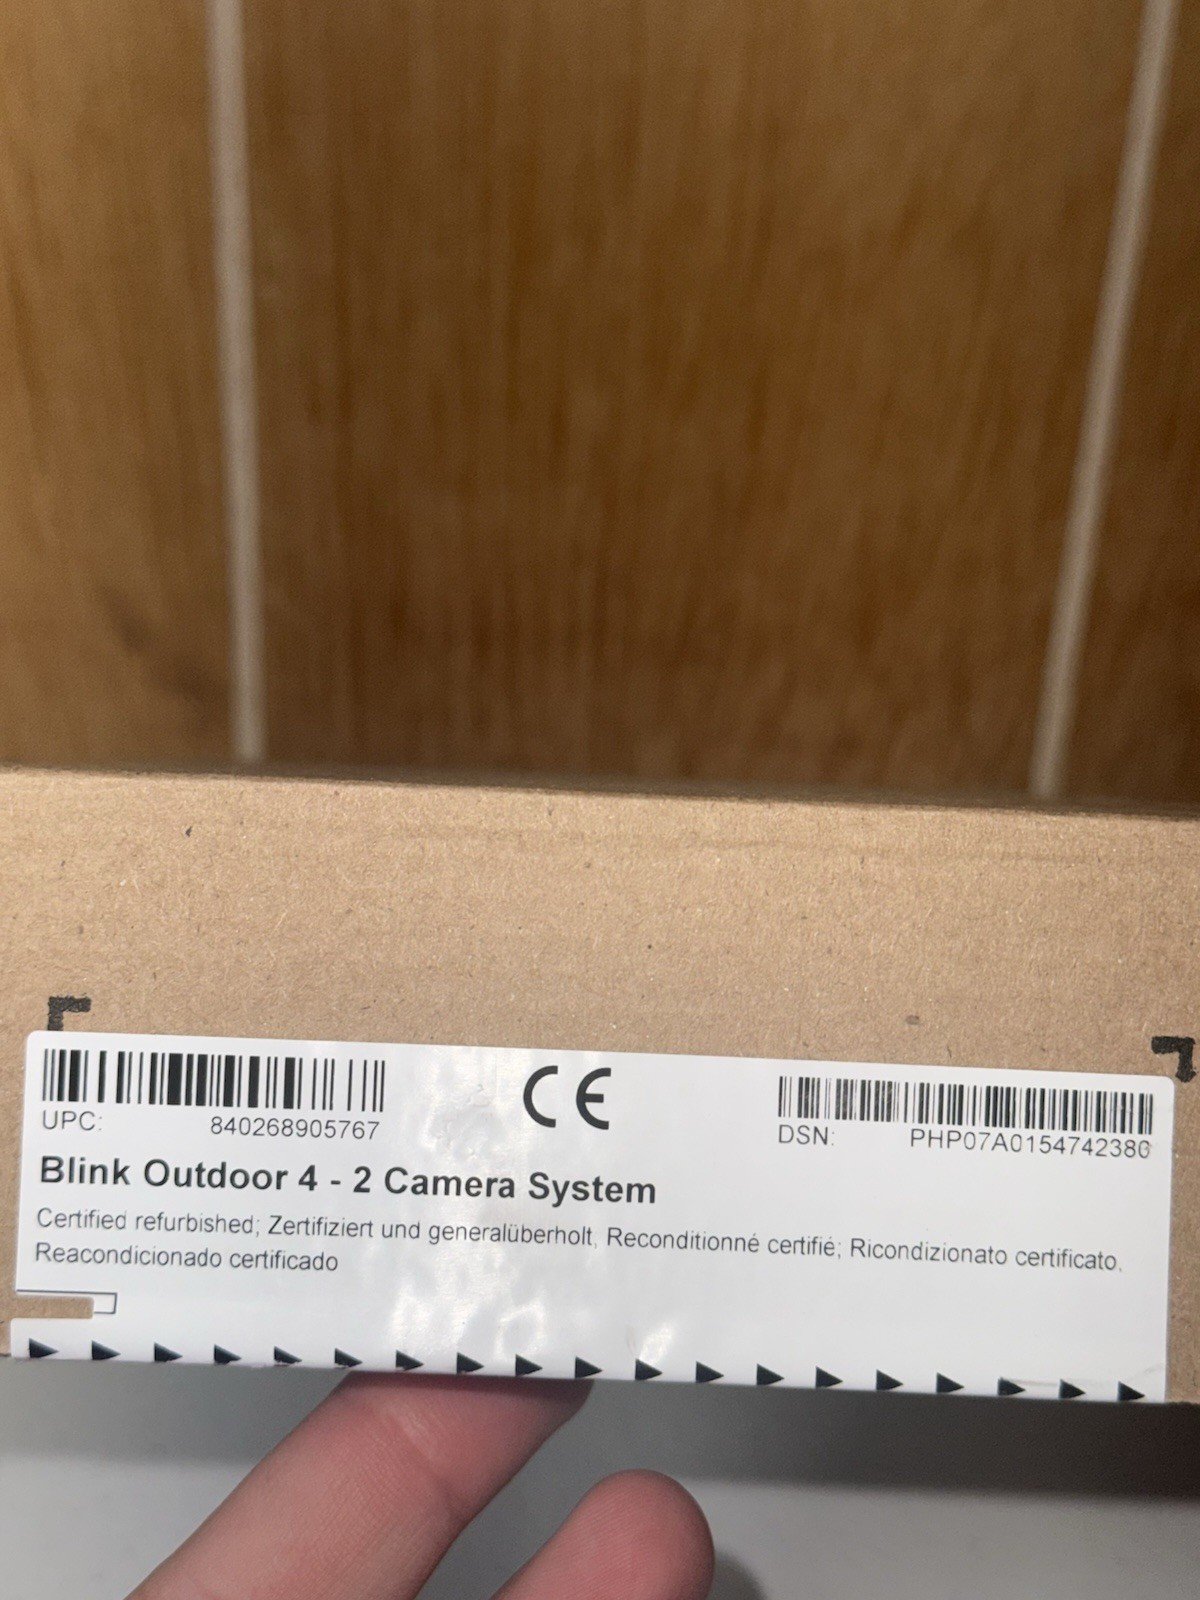 UPC: 840268905767
CE
DSN: PHP07A0154742380
Blink Outdoor 4 - 2 Camera System
Certified refurbished; Zertifiziert und generalüberholt, Reconditionné certifié; Ricondizionato certificato,
Reacondicionado certificado